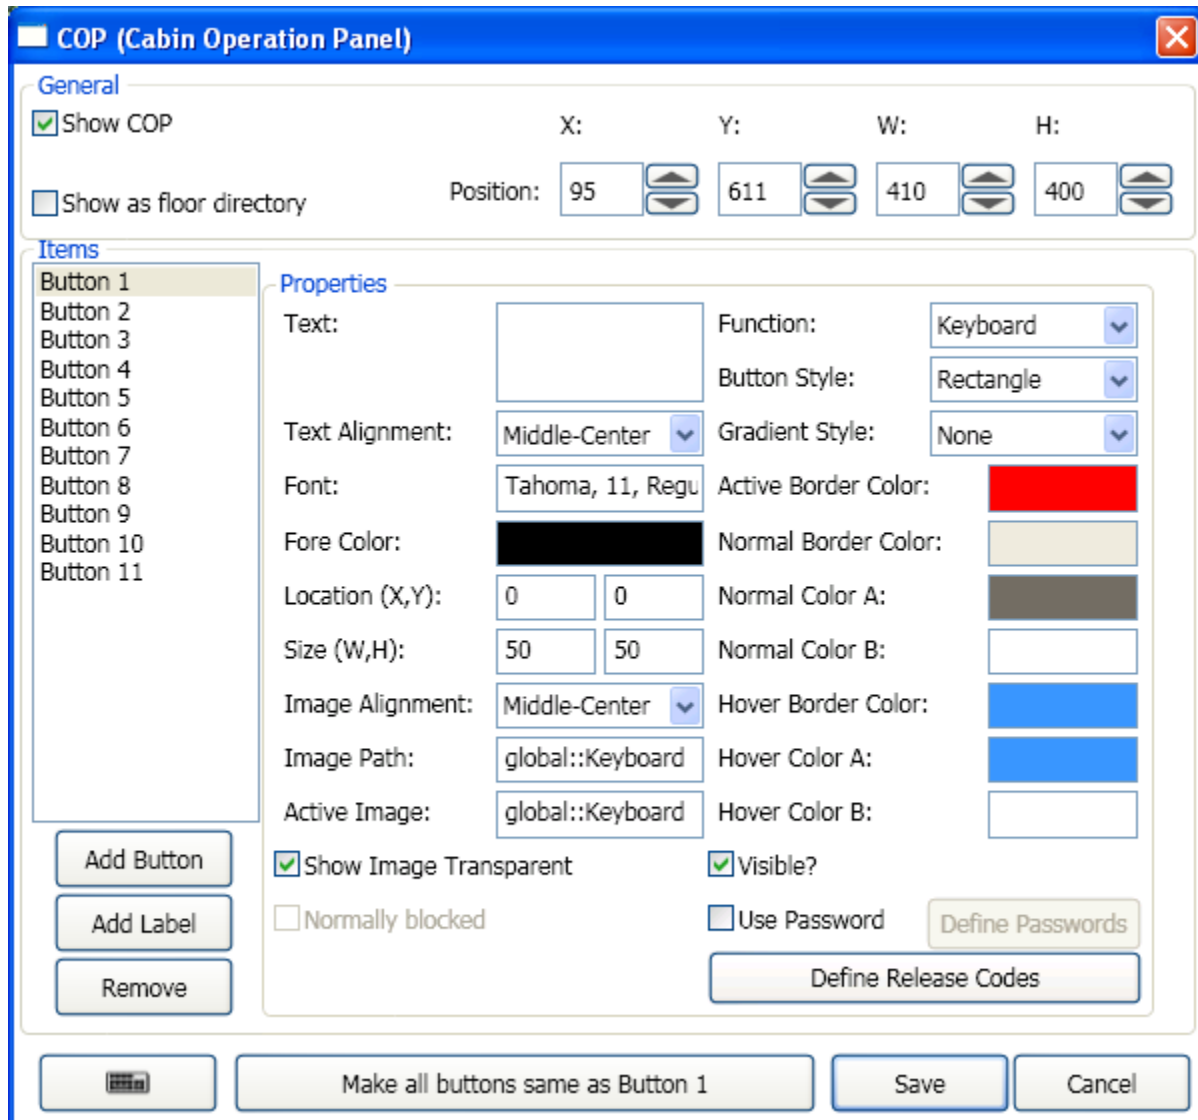 COP (Cabin Operation Panel)
General
Show COP
X: Y: W: H:
Show as floor directory
Position: 95 611 410 400
Items
Button 1
Button 2
Button 3
Button 4
Button 5
Button 6
Button 7
Button 8
Button 9
Button 10
Button 11
Add Button
Add Label
Remove
Properties
Text:
Text Alignment: Middle-Center
Font: Tahoma, 11, Regu
Fore Color:
Location (X,Y): 0 0
Size (W,H): 50 50
Image Alignment: Middle-Center
Image Path: global::Keyboard
Active Image: global::Keyboard
Show Image Transparent
Normally blocked
Function: Keyboard
Button Style: Rectangle
Gradient Style: None
Active Border Color:
Normal Border Color:
Normal Color A:
Normal Color B:
Hover Border Color:
Hover Color A:
Hover Color B:
Visible?
Use Password Define Passwords
Define Release Codes
Make all buttons same as Button 1 Save Cancel